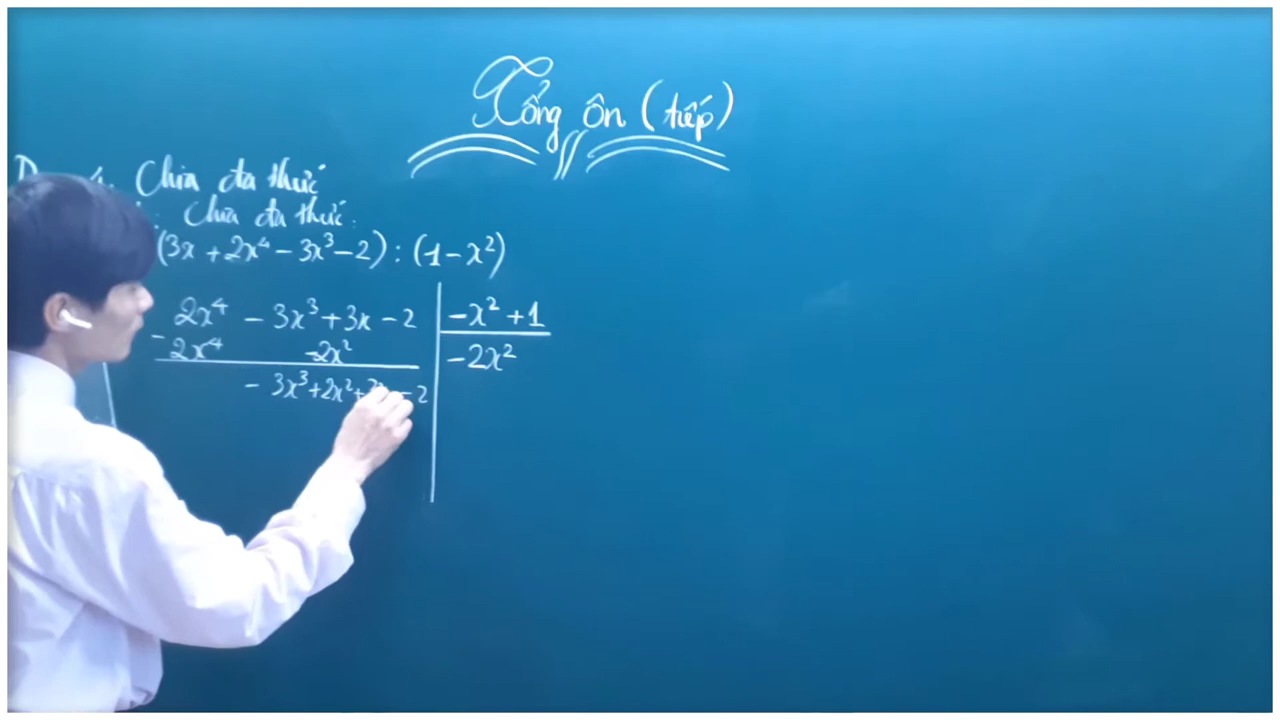 Tổng ôn (tiếp)
Chia đa thức
Chia đa thức.
(3x + 2x⁴ - 3x³ - 2) : (1 - x²)
2x⁴ - 3x³ + 3x - 2 | -x² + 1
- 2x⁴ -2x² | -2x²
- 3x³ + 2x² + - 2